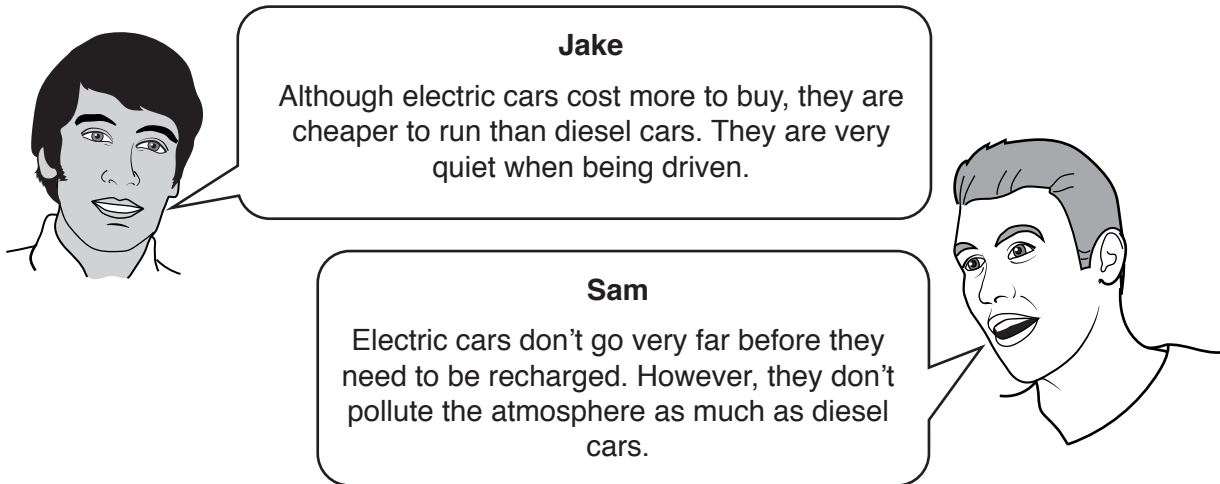 Jake
Although electric cars cost more to buy, they are
cheaper to run than diesel cars. They are very
quiet when being driven.
Sam
Electric cars don’t go very far before they
need to be recharged. However, they don’t
pollute the atmosphere as much as diesel
cars.